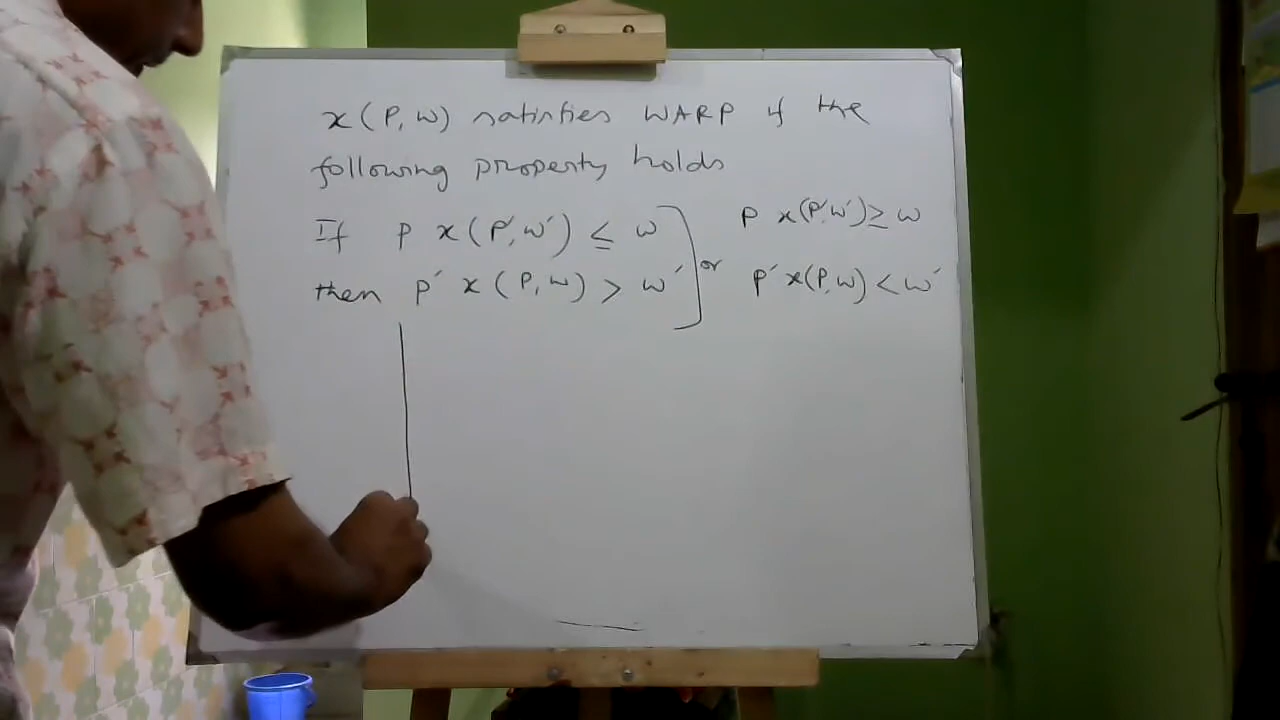 x(P,w) satisfies WARP if the
following property holds
If P x(P',w') ≤ w
then P' x(P,w) > w'
or
P x(P',w') ≥ w
P' x(P,w) < w'